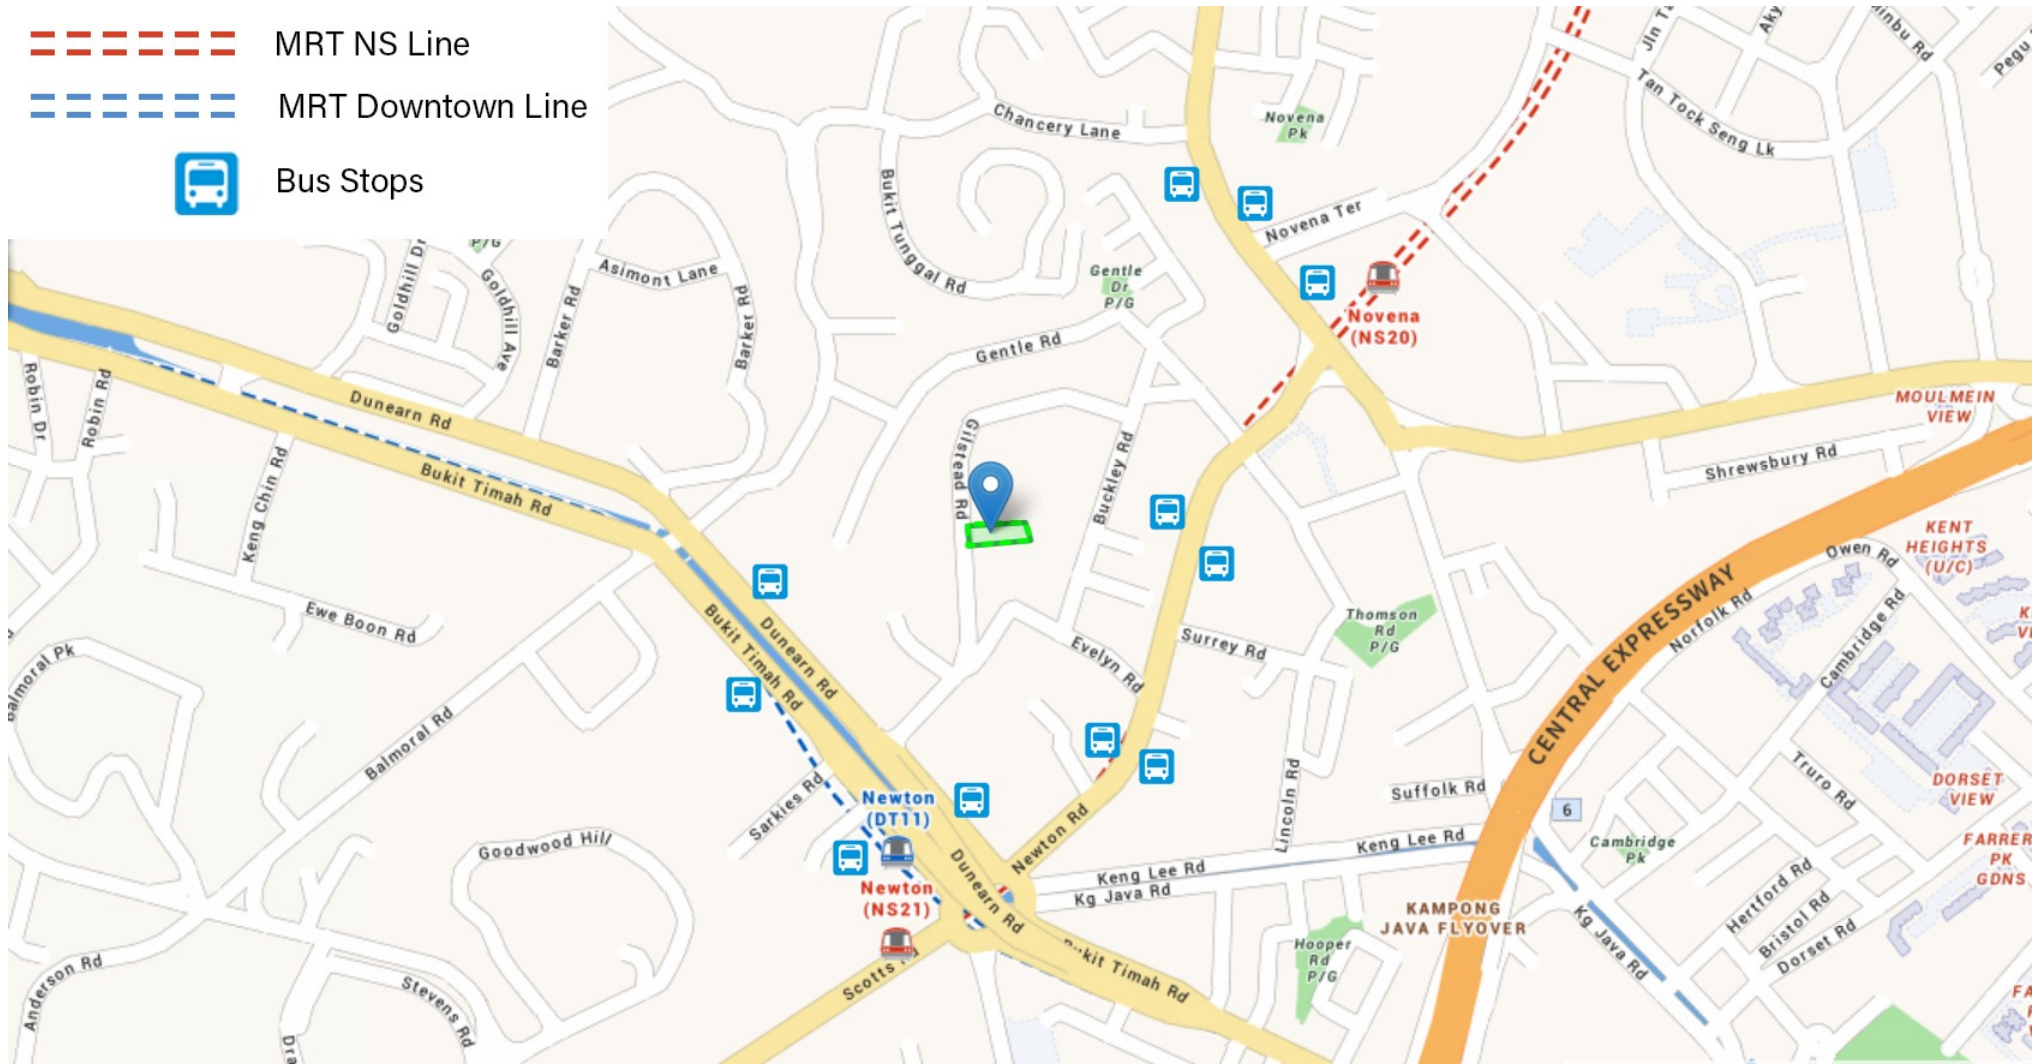 MRT NS Line
MRT Downtown Line
Bus Stops
Chancery Lane
Novena
Pk
Tan Tock Seng Lk
Bukit Tunggal Rd
Novena Ter
P/G
Goldhill Ave
Asimont Lane
Barker Rd
Barker Rd
Gentle
Dr
P/G
Novena
(NS20)
Gentle Rd
Robin Dr
Robin Rd
Dunearn Rd
Bukit Timah Rd
Keng Chin Rd
Gilstead Rd
Buckley Rd
MOULMEIN
VIEW
Shrewsbury Rd
KENT
HEIGHTS
(U/C)
Owen Rd
Norfolk Rd
Cambridge Rd
CENTRAL EXPRESSWAY
Ewe Boon Rd
Bukit Timah Rd
Dunearn Rd
Evelyn Rd
Surrey Rd
Thomson
Rd
P/G
Balmoral Rd
Sarkies Rd
Newton
(DT11)
Newton Rd
Lincoln Rd
Suffolk Rd
6
Truro Rd
DORSET
VIEW
Goodwood Hill
Newton
(NS21)
Dunearn Rd
Keng Lee Rd
Keng Lee Rd
Kg Java Rd
Cambridge
Pk
FARRER
PK
GDNS
KAMPONG
JAVA FLYOVER
Hertford Rd
Bristol Rd
Dorset Rd
Kg Java Rd
Hooper
Rd
P/G
Bukit Timah Rd
Scotts
Anderson Rd
Stevens Rd